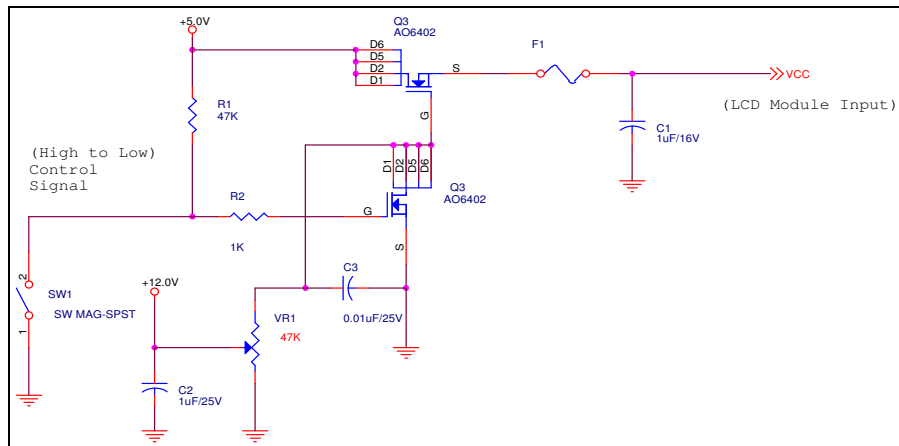 +5.0V
Q3
AO6402
F1
D6
D5
D2
D1
S
G
VCC
(LCD Module Input)
R1
47K
C1
1uF/16V
(High to Low)
Control
Signal
D1
D2
D5
D6
Q3
AO6402
R2
G
1K
S
+12.0V
C3
0.01uF/25V
2
SW1
SW MAG-SPST
1
VR1
47K
C2
1uF/25V